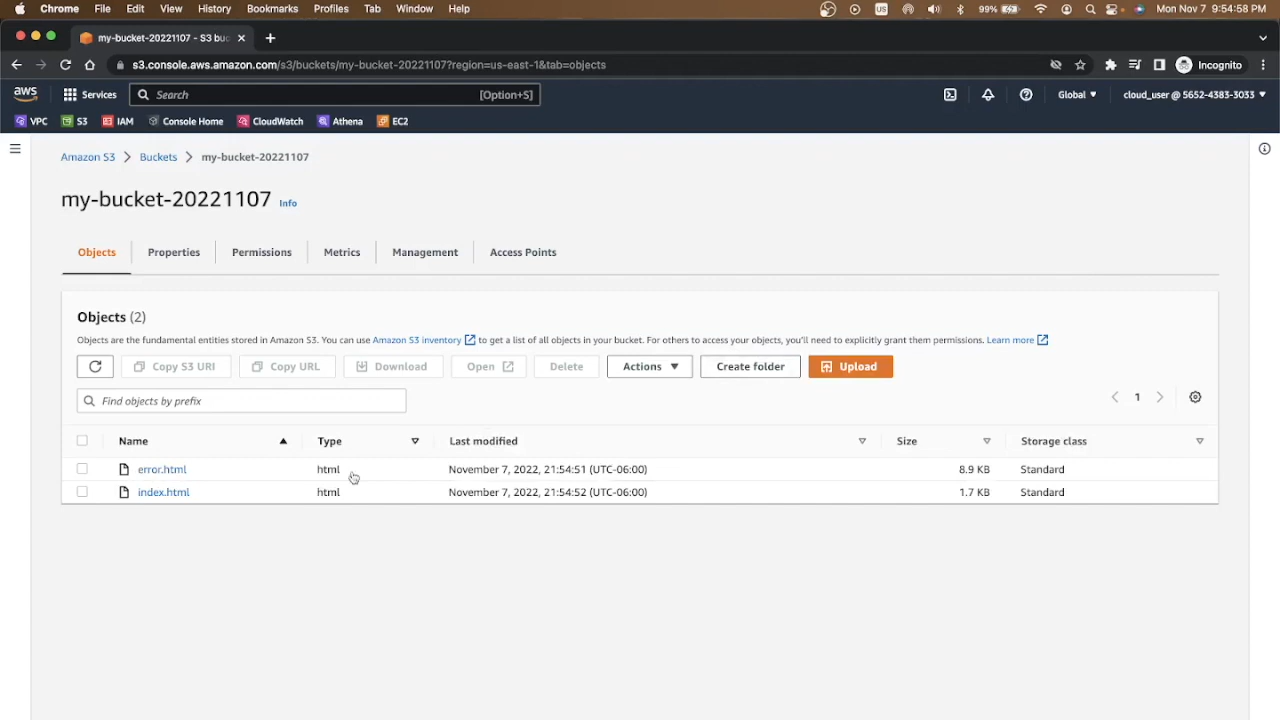 Chrome File Edit View History Bookmarks Profiles Tab Window Help 99% Mon Nov 7 9:54:58 PM
my-bucket-20221107 - S3 buc
s3.console.aws.amazon.com/s3/buckets/my-bucket-20221107?region=us-east-1&tab=objects Incognito
aws Services Search [Option+S] Global cloud_user @ 5652-4383-3033
VPC S3 IAM Console Home CloudWatch Athena EC2
Amazon S3 Buckets my-bucket-20221107
my-bucket-20221107 Info
Objects Properties Permissions Metrics Management Access Points
Objects (2)
Objects are the fundamental entities stored in Amazon S3. You can use Amazon S3 inventory to get a list of all objects in your bucket. For others to access your objects, you'll need to explicitly grant them permissions. Learn more
Copy S3 URI Copy URL Download Open Delete Actions Create folder Upload
Find objects by prefix 1
Name Type Last modified Size Storage class
error.html html November 7, 2022, 21:54:51 (UTC-06:00) 8.9 KB Standard
index.html html November 7, 2022, 21:54:52 (UTC-06:00) 1.7 KB Standard